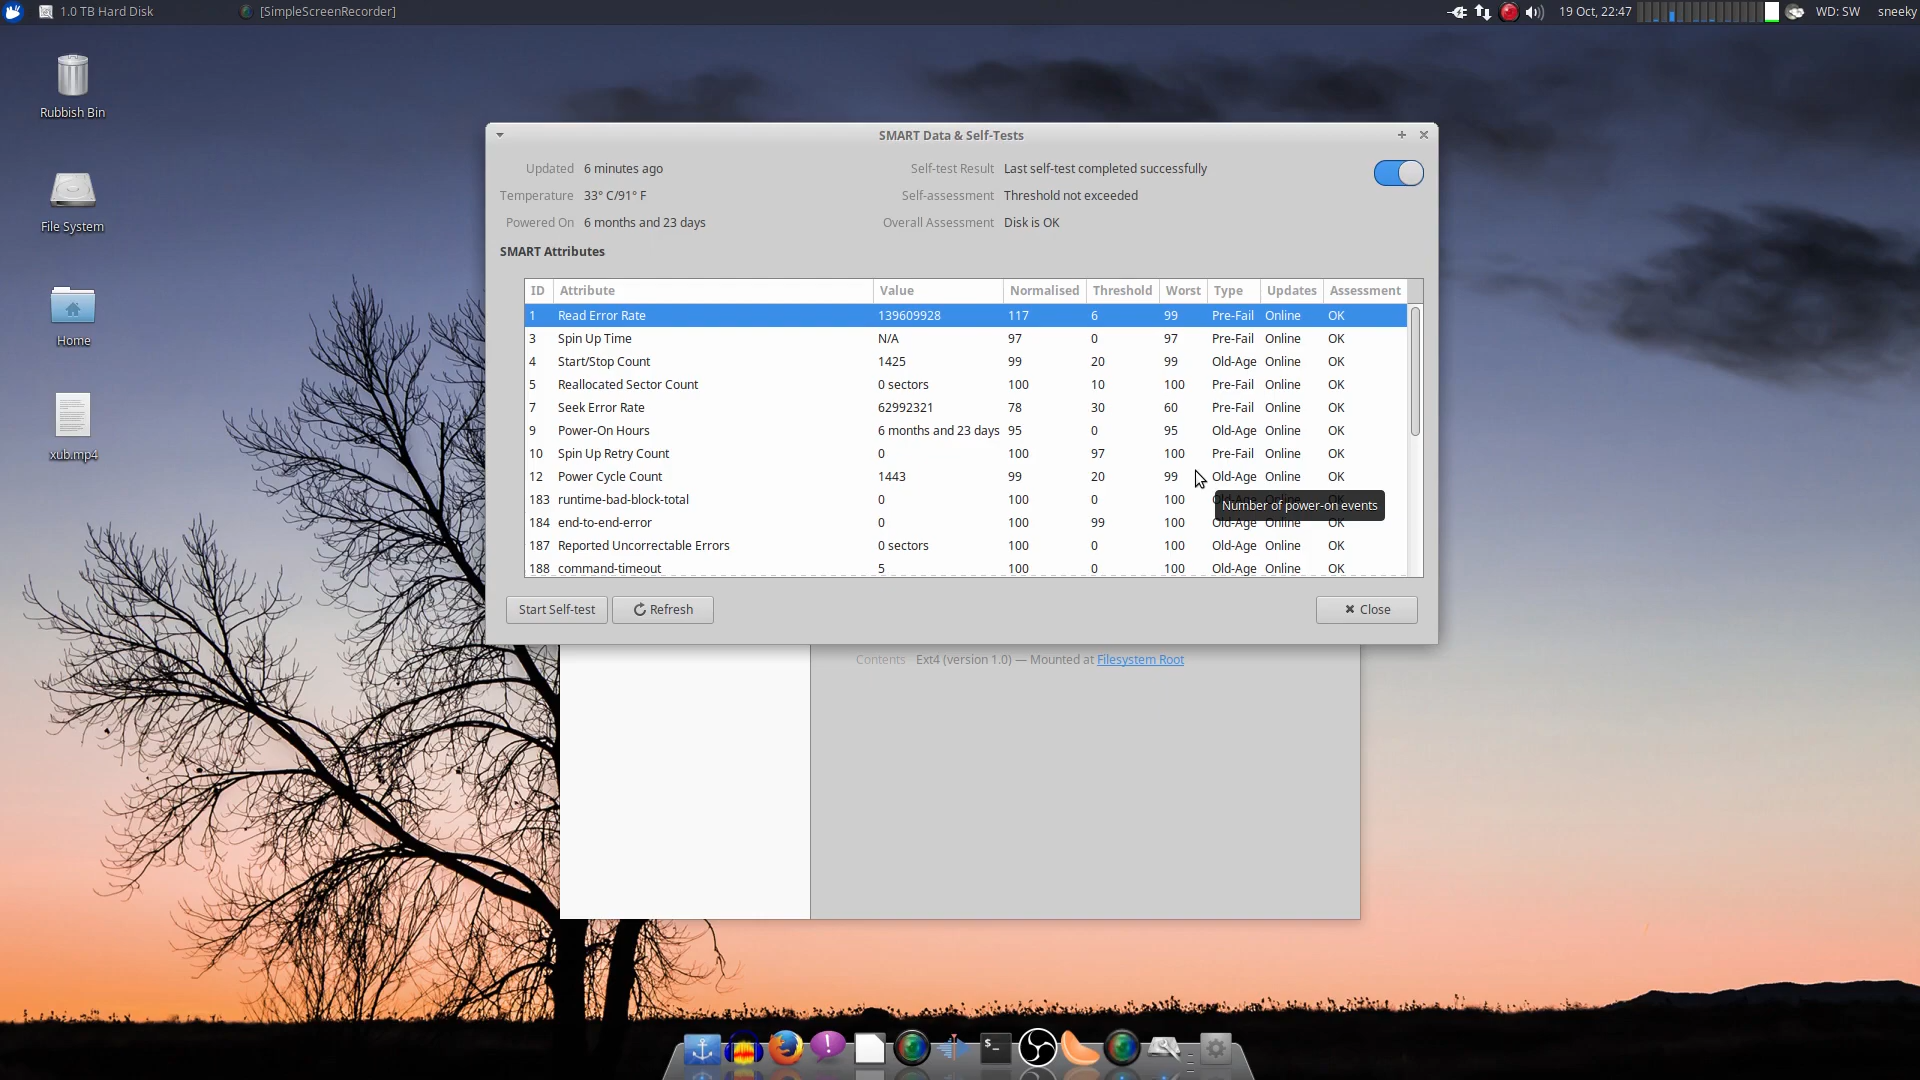 1.0 TB Hard Disk
[SimpleScreenRecorder]
19 Oct, 22:47
WD: SW
sneeky
Rubbish Bin
File System
Home
xub.mp4
SMART Data & Self-Tests
Updated 6 minutes ago Self-test Result Last self-test completed successfully
Temperature 33° C/91° F Self-assessment Threshold not exceeded
Powered On 6 months and 23 days Overall Assessment Disk is OK
SMART Attributes
ID Attribute Value Normalised Threshold Worst Type Updates Assessment
1 Read Error Rate 139609928 117 6 99 Pre-Fail Online OK
3 Spin Up Time N/A 97 0 97 Pre-Fail Online OK
4 Start/Stop Count 1425 99 20 99 Old-Age Online OK
5 Reallocated Sector Count 0 sectors 100 10 100 Pre-Fail Online OK
7 Seek Error Rate 62992321 78 30 60 Pre-Fail Online OK
9 Power-On Hours 6 months and 23 days 95 0 95 Old-Age Online OK
10 Spin Up Retry Count 0 100 97 100 Pre-Fail Online OK
12 Power Cycle Count 1443 99 20 99 Old-Age Online OK
183 runtime-bad-block-total 0 100 0 100 Old-Age Online OK
Number of power-on events
184 end-to-end-error 0 100 99 100 Old-Age Online OK
187 Reported Uncorrectable Errors 0 sectors 100 0 100 Old-Age Online OK
188 command-timeout 5 100 0 100 Old-Age Online OK
Start Self-test Refresh Close
Contents Ext4 (version 1.0) — Mounted at Filesystem Root